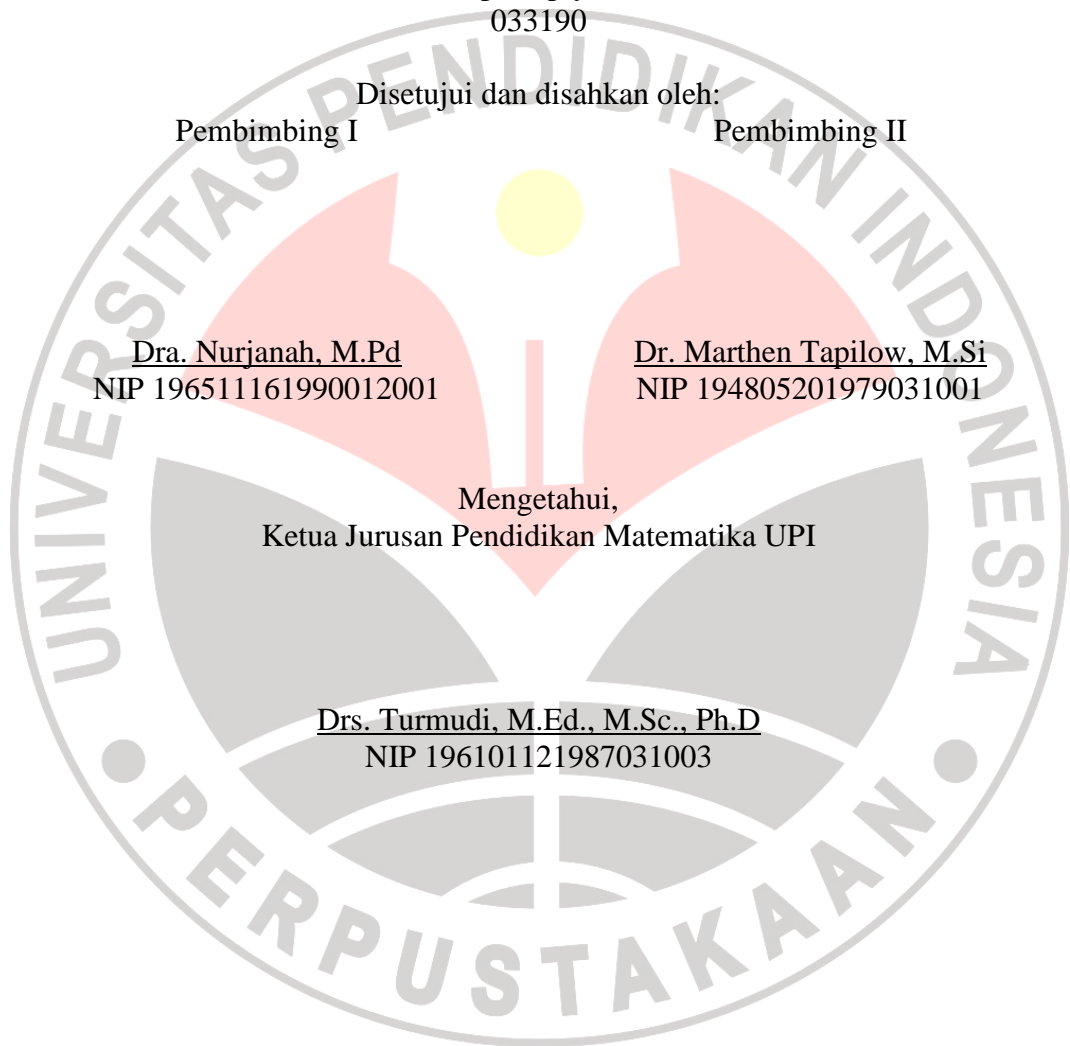 033190
Disetujui dan disahkan oleh:
Pembimbing I Pembimbing II
Dra. Nurjanah, M.Pd Dr. Marthen Tapilow, M.Si
NIP 196511161990012001 NIP 194805201979031001
Mengetahui,
Ketua Jurusan Pendidikan Matematika UPI
Drs. Turmudi, M.Ed., M.Sc., Ph.D
NIP 196101121987031003
UNIVERSITAS PENDIDIKAN INDONESIA
PERPUSTAKAAN